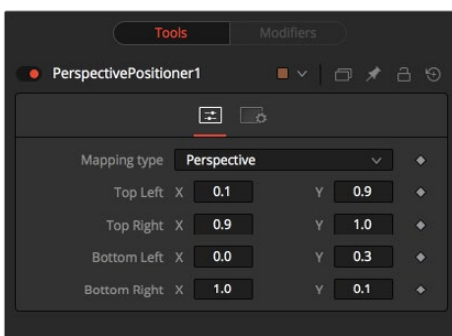 Tools Modifiers
PerspectivePositioner1
Mapping type Perspective
Top Left X 0.1 Y 0.9
Top Right X 0.9 Y 1.0
Bottom Left X 0.0 Y 0.3
Bottom Right X 1.0 Y 0.1